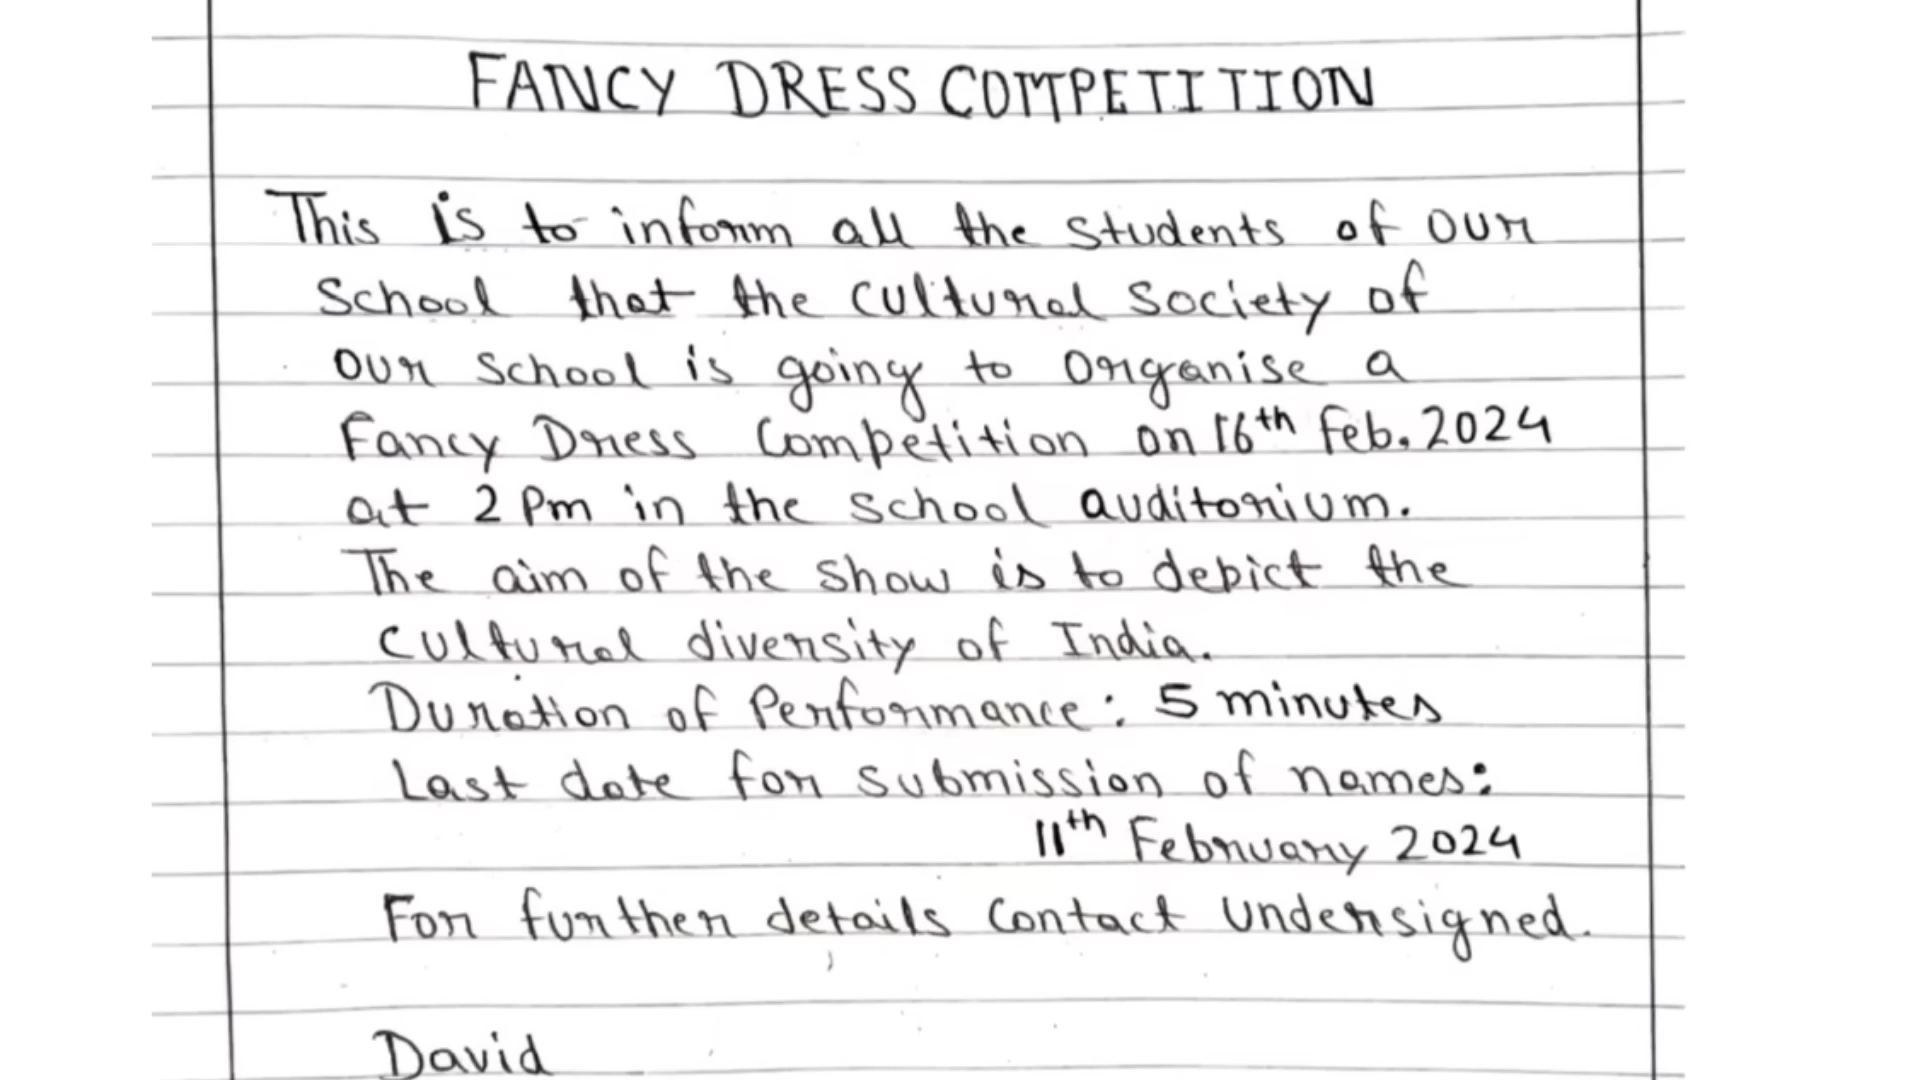 FANCY DRESS COMPETITION
This is to inform all the students of our
School that the cultural society of
our school is going to organise a
Fancy Dress Competition on 16th Feb. 2024
at 2 Pm in the school auditorium.
The aim of the show is to depict the
cultural diversity of India.
Duration of Performance: 5 minutes
Last date for submission of names:
11th February 2024
For further details contact undersigned.
David